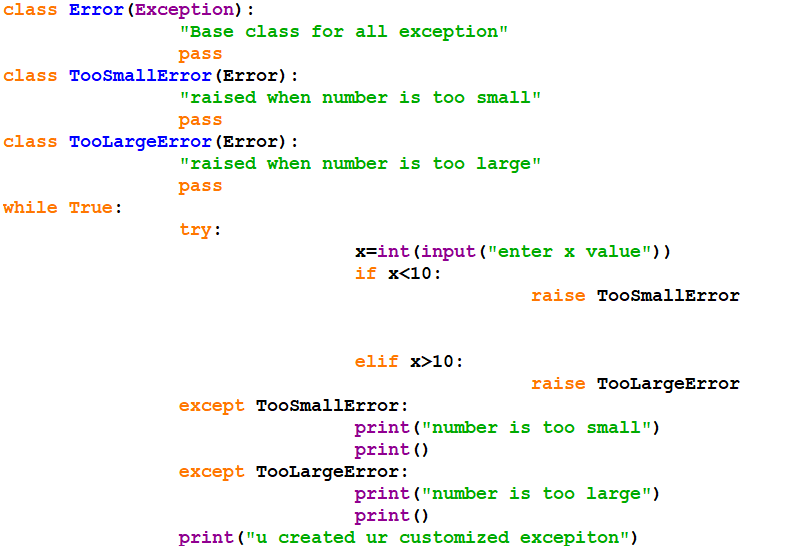 class Error(Exception):
"Base class for all exception"
pass
class TooSmallError(Error):
"raised when number is too small"
pass
class TooLargeError(Error):
"raised when number is too large"
pass
while True:
try:
x=int(input("enter x value"))
if x<10:
raise TooSmallError
elif x>10:
raise TooLargeError
except TooSmallError:
print("number is too small")
print()
except TooLargeError:
print("number is too large")
print()
print("u created ur customized excepiton")